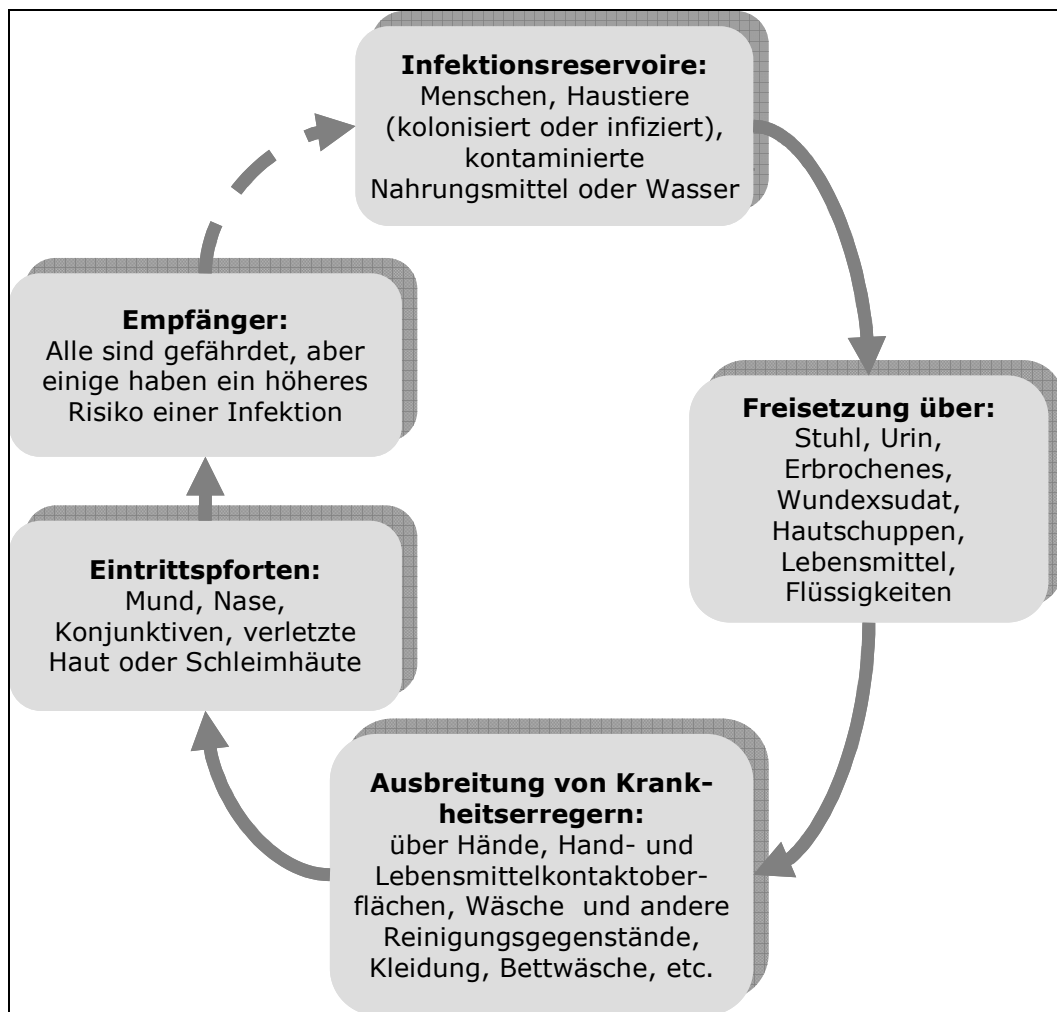 Infektionsreservoire:
Menschen, Haustiere
(kolonisiert oder infiziert),
kontaminierte
Nahrungsmittel oder Wasser
Freisetzung über:
Stuhl, Urin,
Erbrochenes,
Wundexsudat,
Hautschuppen,
Lebensmittel,
Flüssigkeiten
Ausbreitung von Krank-
heitserregern:
über Hände, Hand- und
Lebensmittelkontaktober-
flächen, Wäsche und andere
Reinigungsgegenstände,
Kleidung, Bettwäsche, etc.
Eintrittspforten:
Mund, Nase,
Konjunktiven, verletzte
Haut oder Schleimhäute
Empfänger:
Alle sind gefährdet, aber
einige haben ein höheres
Risiko einer Infektion